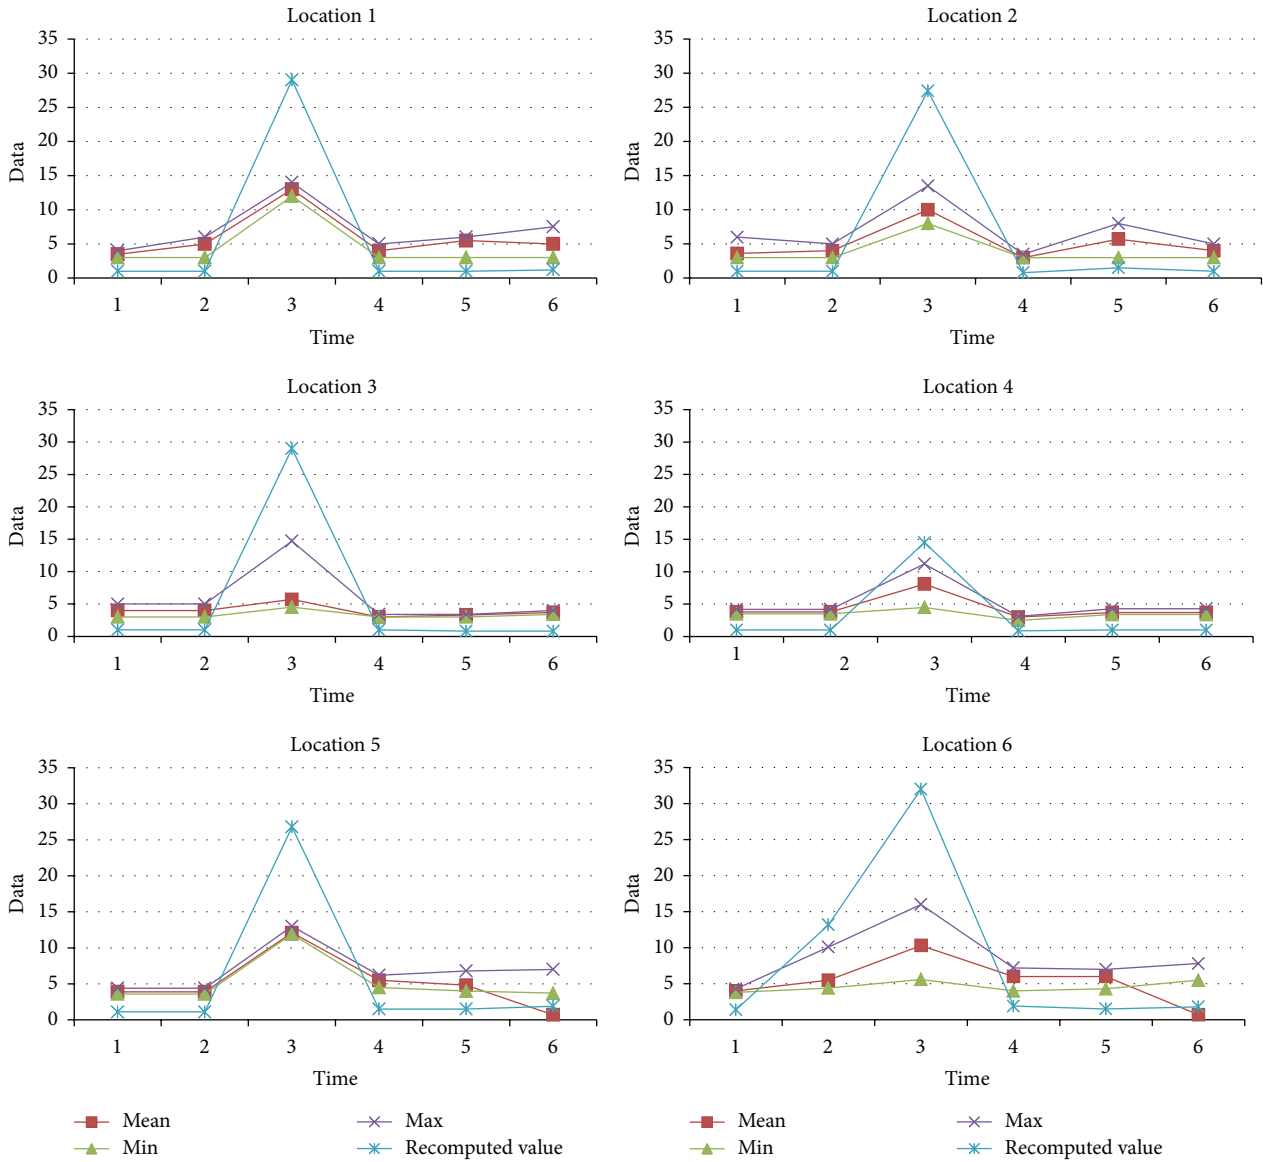 Location 1
35
30
25
20
15
10
5
0
Data
1 2 3 4 5 6
Time
Location 2
35
30
25
20
15
10
5
0
Data
1 2 3 4 5 6
Time
Location 3
35
30
25
20
15
10
5
0
Data
1 2 3 4 5 6
Time
Location 4
35
30
25
20
15
10
5
0
Data
1 2 3 4 5 6
Time
Location 5
35
30
25
20
15
10
5
0
Data
1 2 3 4 5 6
Time
Location 6
35
30
25
20
15
10
5
0
Data
1 2 3 4 5 6
Time
Mean Max
Min Recomputed value
Mean Max
Min Recomputed value